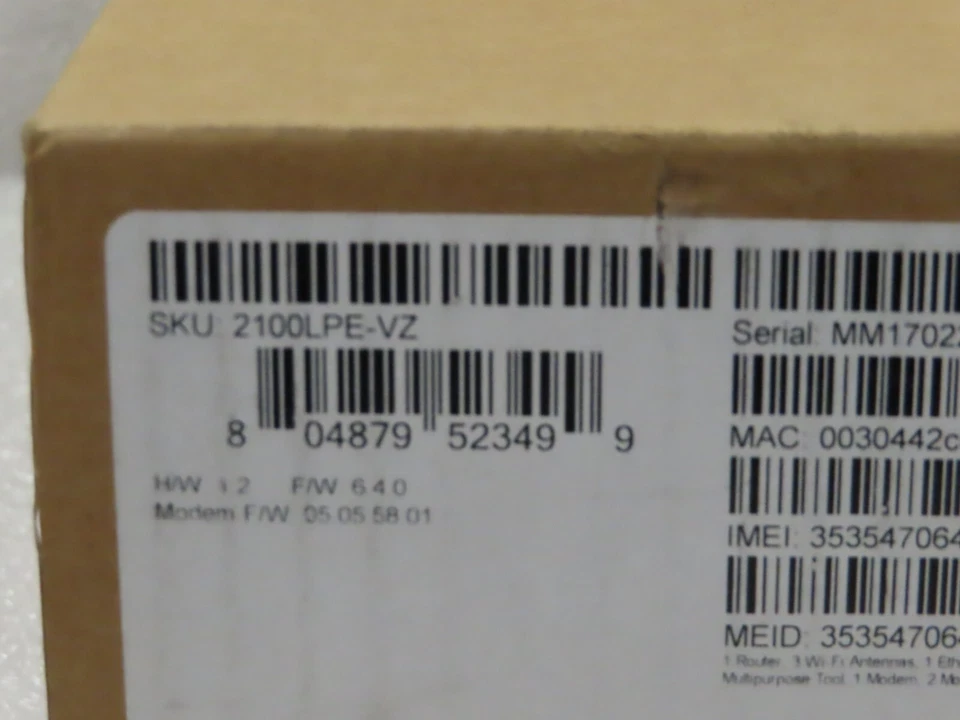 SKU: 2100LPE-VZ
8 04879 52349 9
H/W 1.2 F/W 6.4.0
Modem F/W 05.05.58.01
Serial: MM17022
MAC: 0030442c
IMEI: 353547064
MEID: 353547064
1 Router, 3 Wi-Fi Antennas, 1 Eth
Multipurpose Tool, 1 Modem, 2 Mo